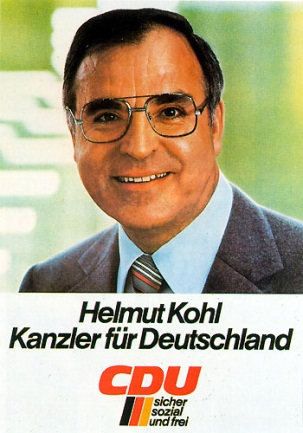 Helmut Kohl
Kanzler für Deutschland
CDU
sicher
sozial
und frei